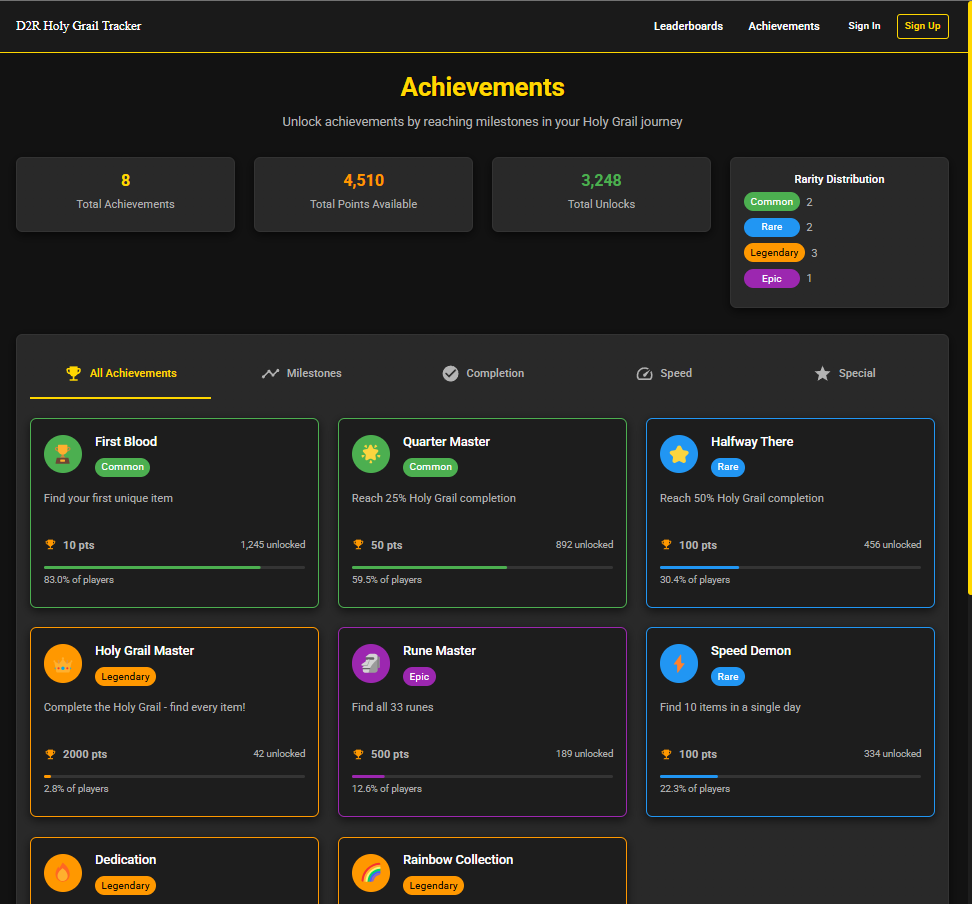 D2R Holy Grail Tracker
Leaderboards
Achievements
Sign In
Sign Up
Achievements
Unlock achievements by reaching milestones in your Holy Grail journey
8
Total Achievements
4,510
Total Points Available
3,248
Total Unlocks
Rarity Distribution
Common 2
Rare 2
Legendary 3
Epic 1
All Achievements
Milestones
Completion
Speed
Special
First Blood
Common
Find your first unique item
10 pts
1,245 unlocked
83.0% of players
Quarter Master
Common
Reach 25% Holy Grail completion
50 pts
892 unlocked
59.5% of players
Halfway There
Rare
Reach 50% Holy Grail completion
100 pts
456 unlocked
30.4% of players
Holy Grail Master
Legendary
Complete the Holy Grail - find every item!
2000 pts
42 unlocked
2.8% of players
Rune Master
Epic
Find all 33 runes
500 pts
189 unlocked
12.6% of players
Speed Demon
Rare
Find 10 items in a single day
100 pts
334 unlocked
22.3% of players
Dedication
Legendary
Rainbow Collection
Legendary